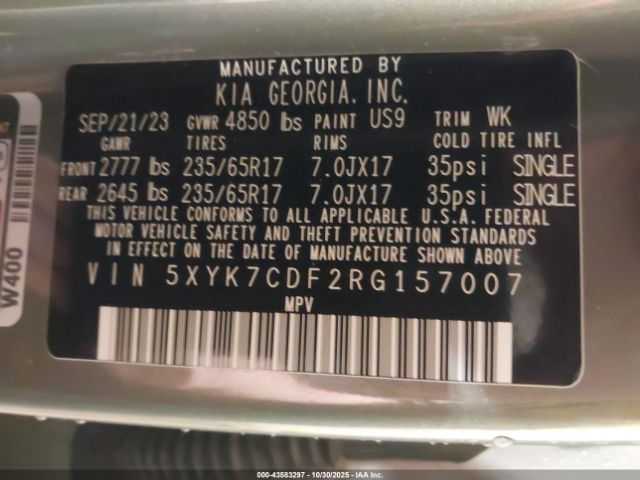 MANUFACTURED BY
KIA GEORGIA, INC.
SEP/21/23 GVWR 4850 lbs PAINT US9 TRIM WK
GAWR TIRES RIMS COLD TIRE INFL
FRONT 2777 lbs 235/65R17 7.0JX17 35psi SINGLE
REAR 2645 lbs 235/65R17 7.0JX17 35psi SINGLE
THIS VEHICLE CONFORMS TO ALL APPLICABLE U.S.A. FEDERAL
MOTOR VEHICLE SAFETY AND THEFT PREVENTION STANDARDS
IN EFFECT ON THE DATE OF MANUFACTURE SHOWN ABOVE
VIN 5XYK7CDF2RG157007
MPV
W400
000-43583297 - 10/30/2025 - Copyright © IAA